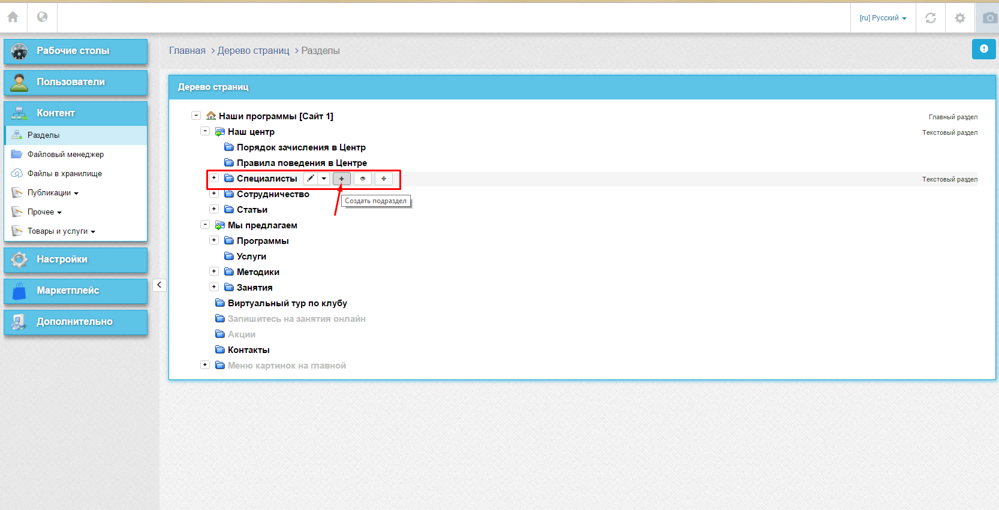 [ru] Русский
Рабочие столы
Пользователи
Контент
Разделы
Файловый менеджер
Файлы в хранилище
Публикации
Прочее
Товары и услуги
Настройки
Маркетплейс
Дополнительно
Главная > Дерево страниц > Разделы
Дерево страниц
Наши программы [Сайт 1] Главный раздел
Наш центр Текстовый раздел
Порядок зачисления в Центр
Правила поведения в Центре
Специалисты Текстовый раздел
Сотрудничество
Создать подраздел
Статьи
Мы предлагаем
Программы
Услуги
Методики
Занятия
Виртуальный тур по клубу
Запишитесь на занятия онлайн
Акции
Контакты
Меню картинок на главной